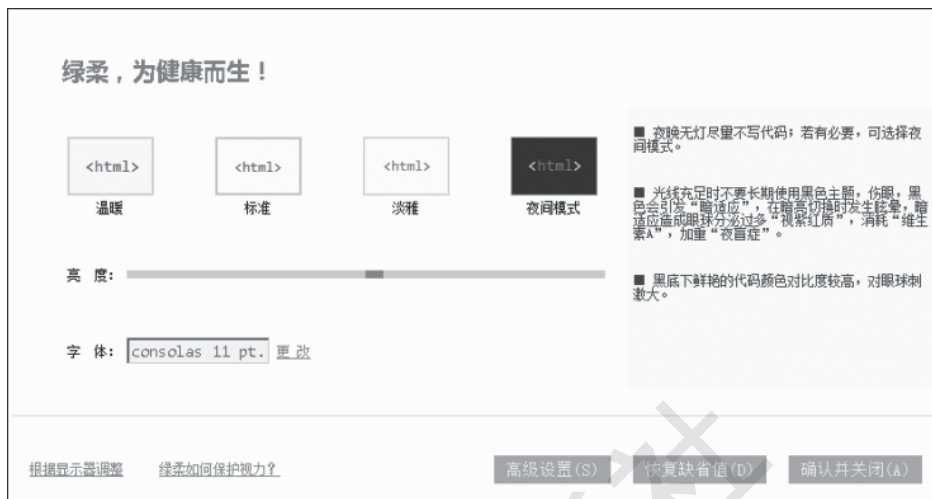 绿柔，为健康而生！
<html>
<html>
<html>
<html>
温暖
标准
淡雅
夜间模式
亮 度：
字 体：
consolas 11 pt.
更 改
■ 夜晚无灯尽量不写代码；若有必要，可选择夜
间模式。
■ 光线充足时不要长期使用黑色主题，伤眼，黑
色会引发“暗适应”，在暗亮切换时发生眩晕，暗
适应造成眼球分泌过多“视紫红质”，消耗“维生
素A”，加重“夜盲症”。
■ 黑底下鲜艳的代码颜色对比度较高，对眼球刺
激大。
根据显示器调整
绿柔如何保护视力?
高级设置(S)
恢复缺省值(D)
确认并关闭(A)